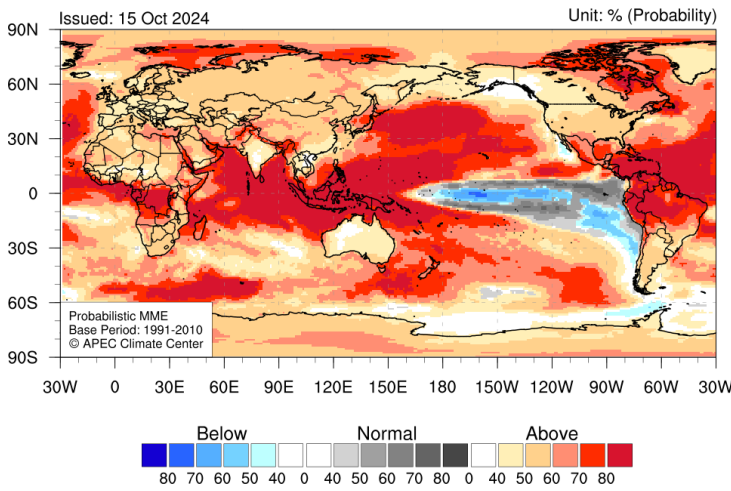 Issued: 15 Oct 2024
Unit: % (Probability)
90N
60N
30N
0
30S
60S
90S
Probabilistic MME
Base Period: 1991-2010
© APEC Climate Center
30W 0 30E 60E 90E 120E 150E 180 150W 120W 90W 60W 30W
Below Normal Above
80 70 60 50 40 0 40 50 60 70 80 0 40 50 60 70 80